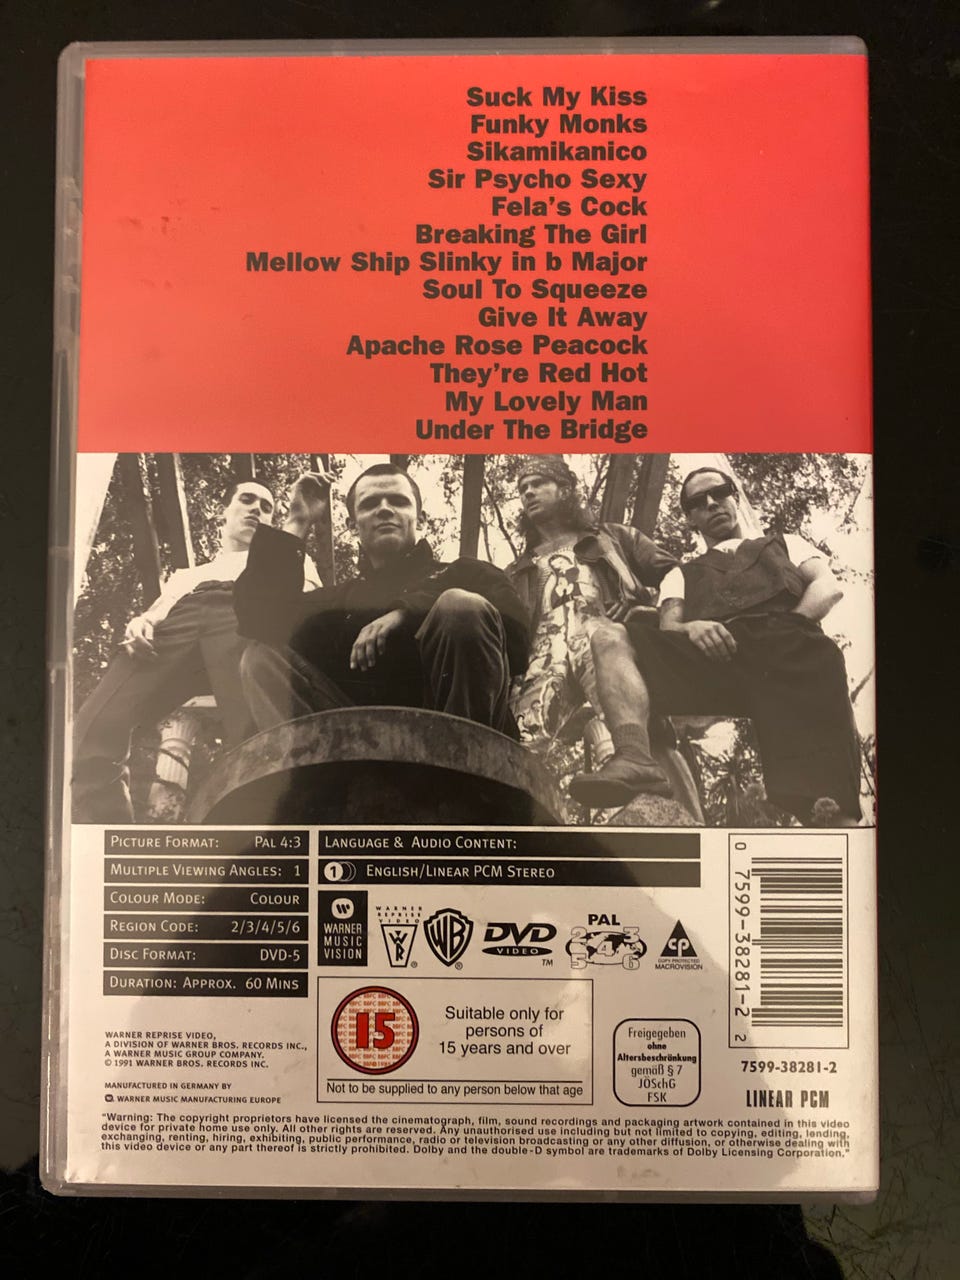 Suck My Kiss
Funky Monks
Sikamikanico
Sir Psycho Sexy
Fela's Cock
Breaking The Girl
Mellow Ship Slinky in b Major
Soul To Squeeze
Give It Away
Apache Rose Peacock
They're Red Hot
My Lovely Man
Under The Bridge
PICTURE FORMAT: PAL 4:3
MULTIPLE VIEWING ANGLES: 1
COLOUR MODE: COLOUR
REGION CODE: 2/3/4/5/6
DISC FORMAT: DVD-5
DURATION: APPROX. 60 MINS
LANGUAGE & AUDIO CONTENT:
1 ENGLISH/LINEAR PCM STEREO
WARNER
MUSIC
VISION
WARNER
REPRISE
VIDEO
WB
DVD
VIDEO
TM
PAL
2 3
4
5 6
CP
COPY PROTECTED
MACROVISION
15
Suitable only for
persons of
15 years and over
Not to be supplied to any person below that age
Freigegeben
ohne
Altersbeschränkung
gemäß § 7
JÖSchG
FSK
0 7599-38281-2 2
7599-38281-2
LINEAR PCM
WARNER REPRISE VIDEO,
A DIVISION OF WARNER BROS. RECORDS INC.,
A WARNER MUSIC GROUP COMPANY.
© 1991 WARNER BROS. RECORDS INC.
MANUFACTURED IN GERMANY BY
WARNER MUSIC MANUFACTURING EUROPE
"Warning: The copyright proprietors have licensed the cinematograph, film, sound recordings and packaging artwork contained in this video
device for private home use only. All other rights are reserved. Any unauthorised use including but not limited to copying, editing, lending,
exchanging, renting, hiring, exhibiting, public performance, radio or television broadcasting or any other diffusion, or otherwise dealing with
this video device or any part thereof is strictly prohibited. Dolby and the double-D symbol are trademarks of Dolby Licensing Corporation."